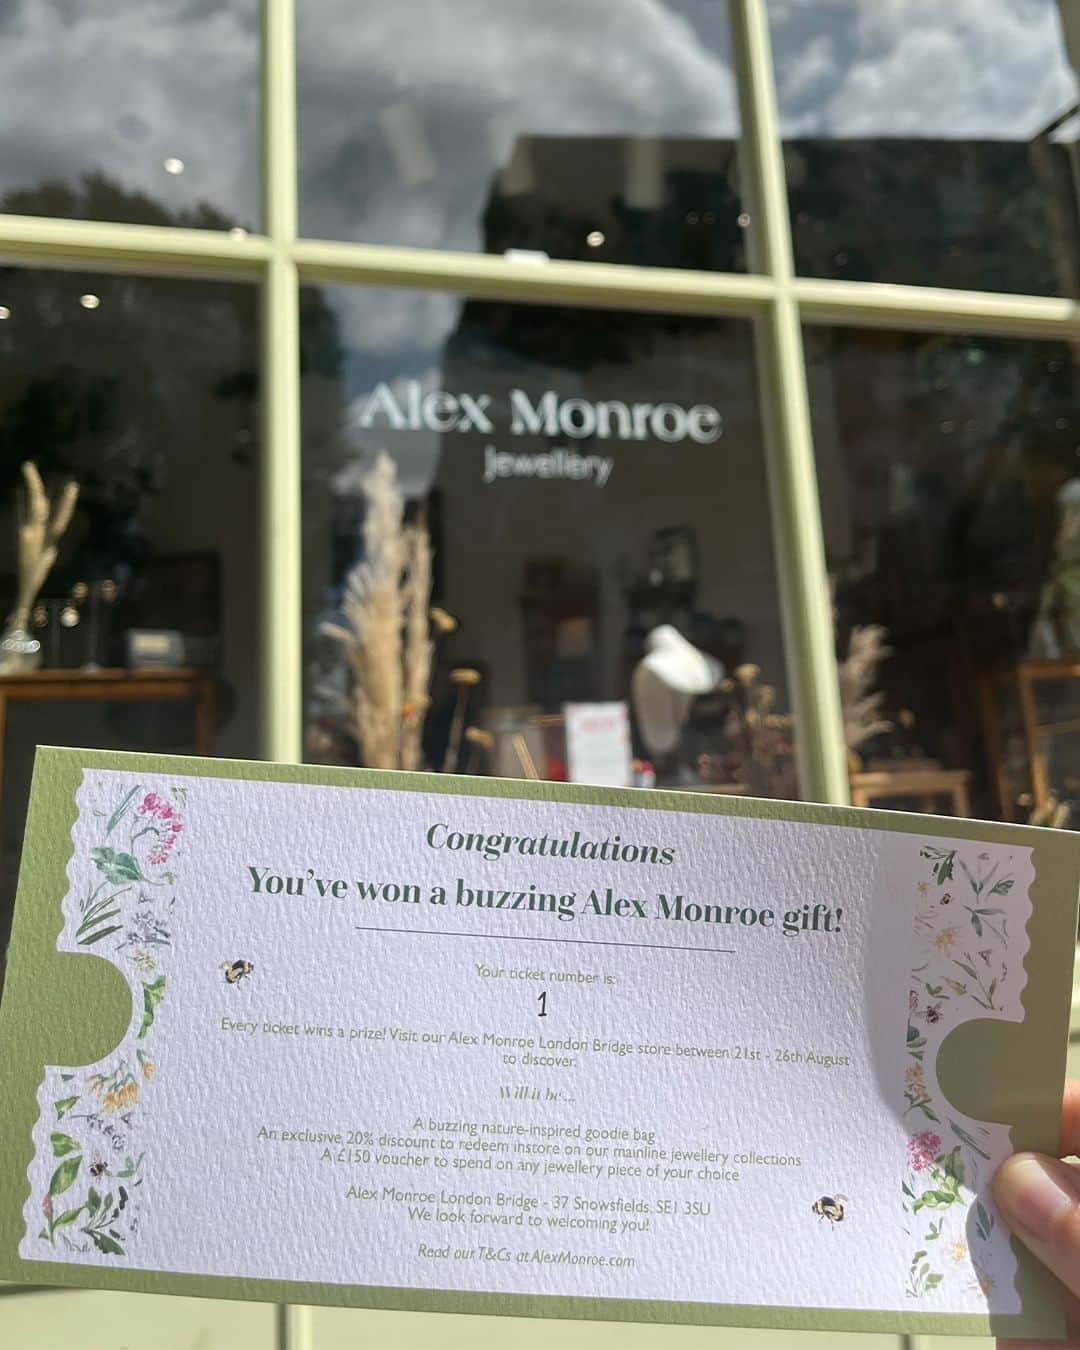 Alex Monroe
Jewellery
Congratulations
You've won a buzzing Alex Monroe gift!
Your ticket number is:
1
Every ticket wins a prize! Visit our Alex Monroe London Bridge store between 21st - 26th August
to discover.
Will it be...
A buzzing nature-inspired goodie bag
An exclusive 20% discount to redeem instore on our mainline jewellery collections
A £150 voucher to spend on any jewellery piece of your choice
Alex Monroe London Bridge - 37 Snowsfields, SE1 3SU
We look forward to welcoming you!
Read our T&Cs at AlexMonroe.com